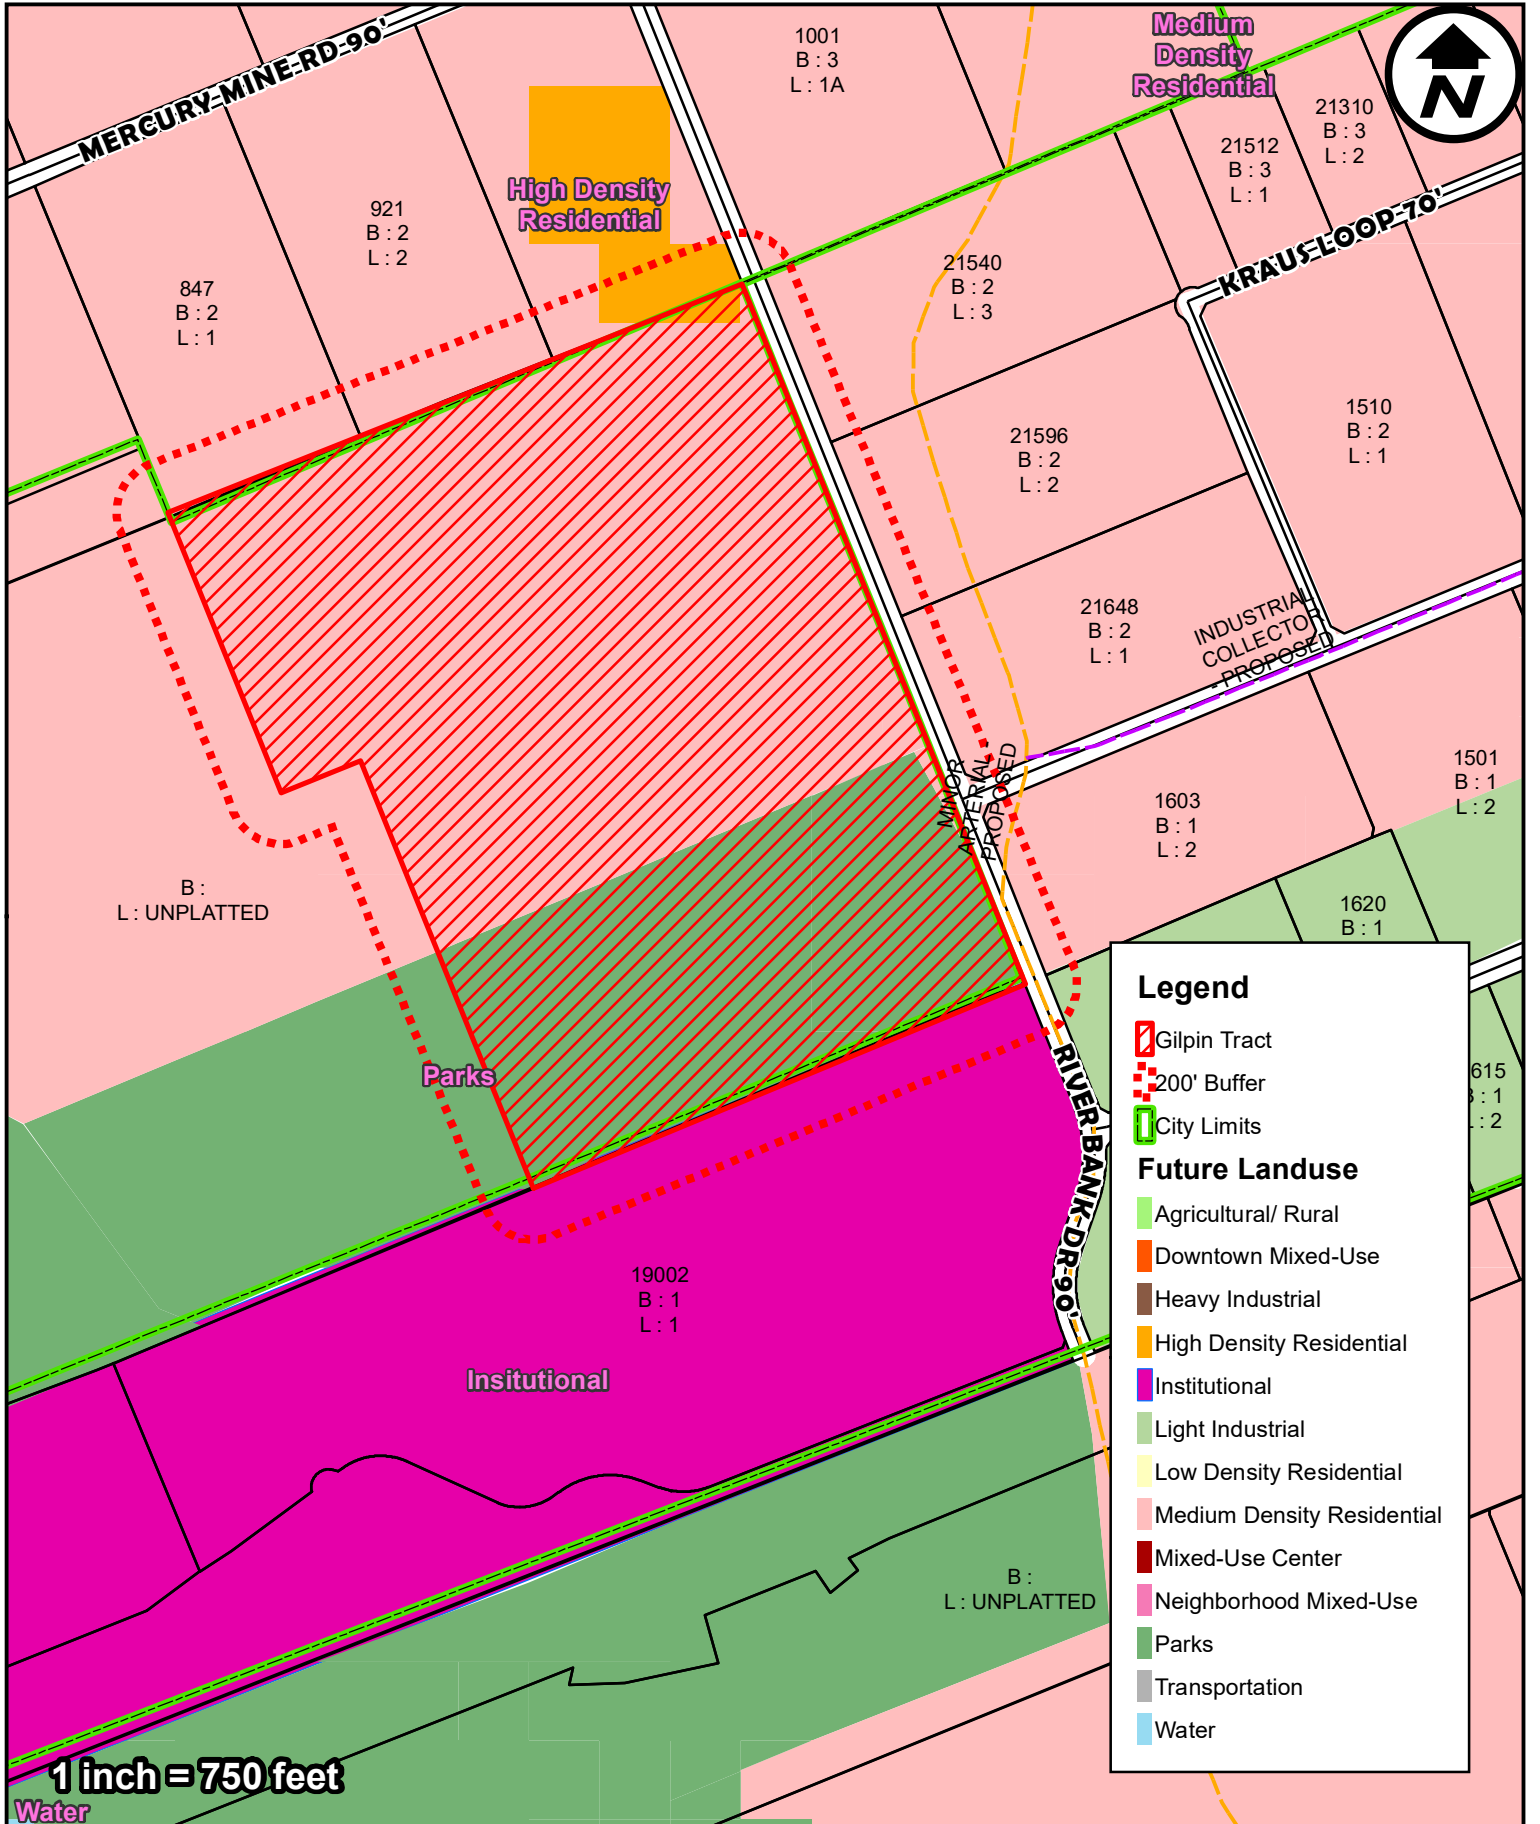 MERCURY MINE RD 90'
1001
B : 3
L : 1A
Medium
Density
Residential
N
21310
B : 3
L : 2
21512
B : 3
L : 1
High Density
Residential
921
B : 2
L : 2
KRAUS LOOP 70'
21540
B : 2
L : 3
847
B : 2
L : 1
1510
B : 2
L : 1
21596
B : 2
L : 2
21648
B : 2
L : 1
INDUSTRIAL
COLLECTOR
- PROPOSED
MINOR
ARTERIAL -
PROPOSED
1501
B : 1
L : 2
1603
B : 1
L : 2
B :
L : UNPLATTED
1620
B : 1
Parks
RIVER BANK DR 90'
615
: 1
: 2
19002
B : 1
L : 1
Insitutional
B :
L : UNPLATTED
Legend
Gilpin Tract
200' Buffer
City Limits
Future Landuse
Agricultural/ Rural
Downtown Mixed-Use
Heavy Industrial
High Density Residential
Institutional
Light Industrial
Low Density Residential
Medium Density Residential
Mixed-Use Center
Neighborhood Mixed-Use
Parks
Transportation
Water
1 inch = 750 feet
Water